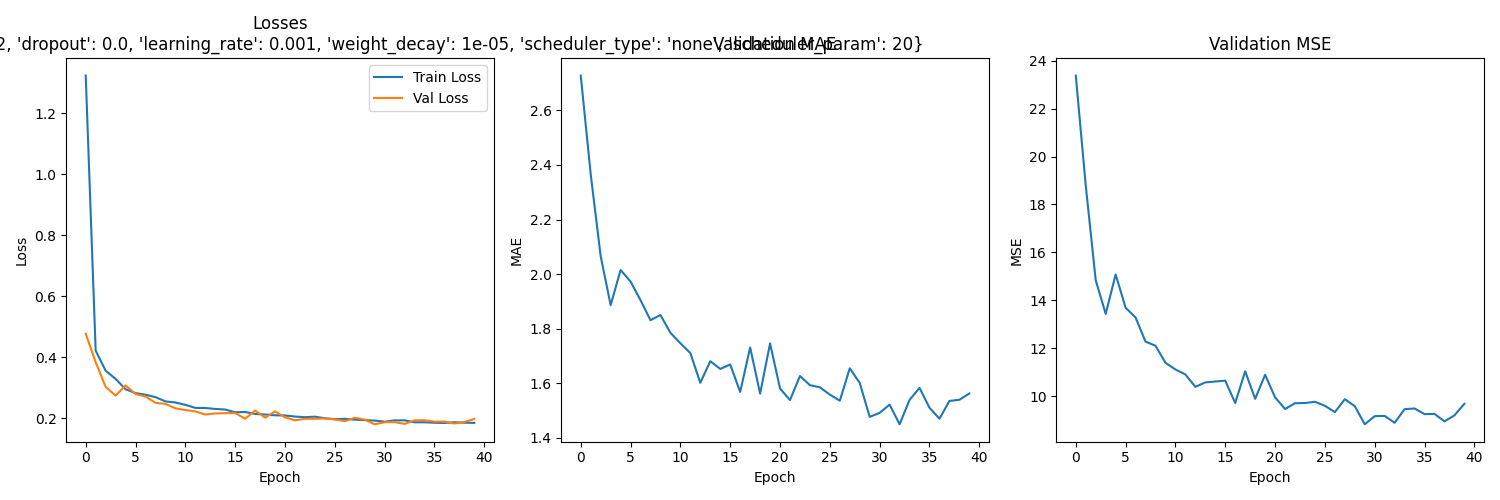 Losses
2, 'dropout': 0.0, 'learning_rate': 0.001, 'weight_decay': 1e-05, 'scheduler_type': 'none', 'scheduler_param': 20}
1.2
1.0
0.8
0.6
0.4
0.2
Loss
0 5 10 15 20 25 30 35 40
Epoch
Train Loss
Val Loss
Validation MAE
2.6
2.4
2.2
2.0
1.8
1.6
1.4
MAE
0 5 10 15 20 25 30 35 40
Epoch
Validation MSE
24
22
20
18
16
14
12
10
MSE
0 5 10 15 20 25 30 35 40
Epoch